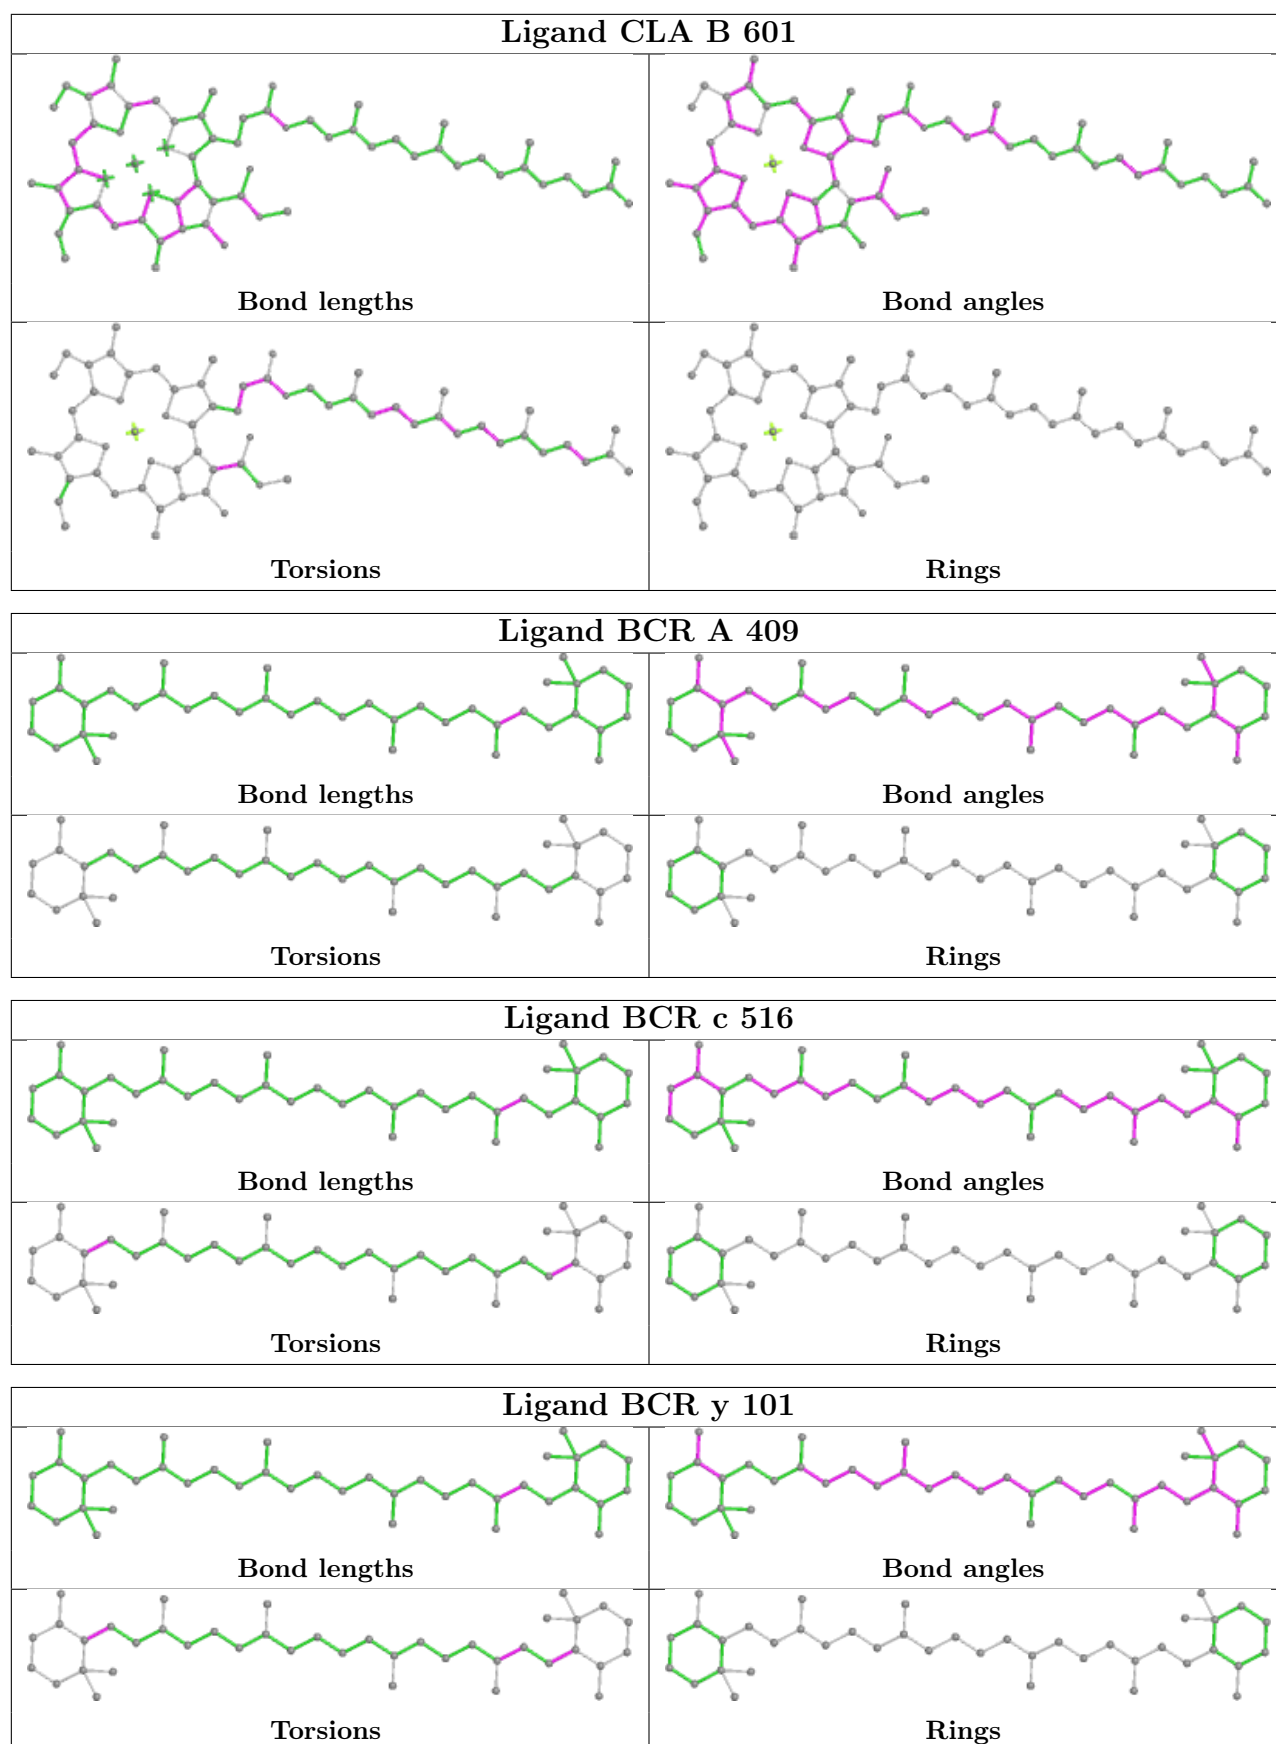 Ligand CLA B 601
Bond lengths
Bond angles
Torsions
Rings
Ligand BCR A 409
Bond lengths
Bond angles
Torsions
Rings
Ligand BCR c 516
Bond lengths
Bond angles
Torsions
Rings
Ligand BCR y 101
Bond lengths
Bond angles
Torsions
Rings